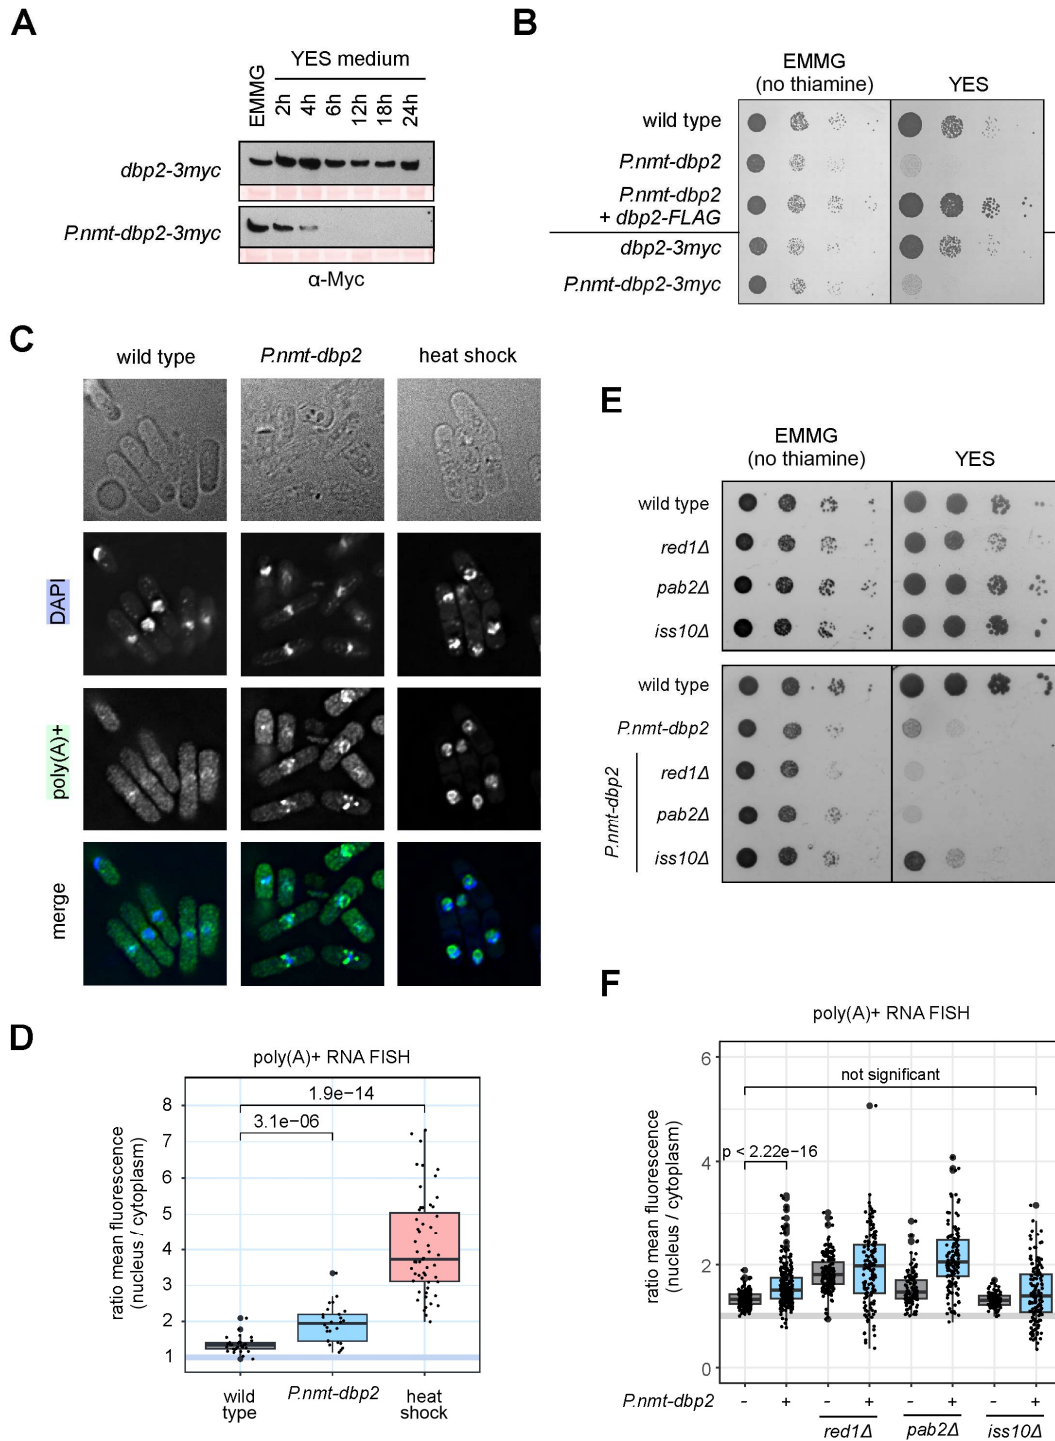 A
YES medium
EMMG
2h
4h
6h
12h
18h
24h
dbp2-3myc
P.nmt-dbp2-3myc
α-Myc
B
EMMG
(no thiamine)
YES
wild type
P.nmt-dbp2
P.nmt-dbp2
+ dbp2-FLAG
dbp2-3myc
P.nmt-dbp2-3myc
C
wild type
P.nmt-dbp2
heat shock
DAPI
poly(A)+
merge
D
poly(A)+ RNA FISH
1.9e−14
3.1e−06
8
7
6
5
4
3
2
1
ratio mean fluorescence
(nucleus / cytoplasm)
wild
type
P.nmt-dbp2
heat
shock
E
EMMG
(no thiamine)
YES
wild type
red1Δ
pab2Δ
iss10Δ
wild type
P.nmt-dbp2
P.nmt-dbp2
red1Δ
pab2Δ
iss10Δ
F
poly(A)+ RNA FISH
not significant
p < 2.22e−16
6
4
2
0
ratio mean fluorescence
(nucleus / cytoplasm)
P.nmt-dbp2
- + - + - + - +
red1Δ
pab2Δ
iss10Δ